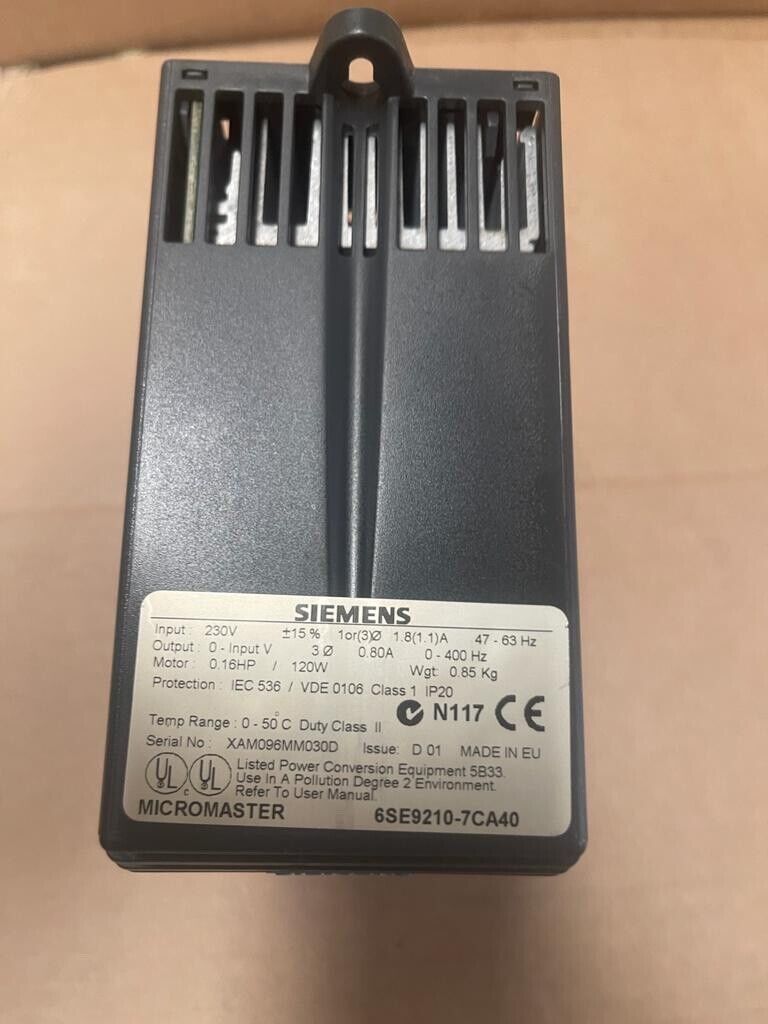 SIEMENS
Input : 230V ±15 % 1or(3)Ø 1.8(1.1)A 47 - 63 Hz
Output : 0 - Input V 3 Ø 0.80A 0 - 400 Hz
Motor : 0.16HP / 120W Wgt: 0.85 Kg
Protection : IEC 536 / VDE 0106 Class 1 IP20
N117 CE
Temp Range : 0 - 50°C Duty Class II
Serial No : XAM096MM030D Issue: D 01 MADE IN EU
UL c UL Listed Power Conversion Equipment 5B33.
Use In A Pollution Degree 2 Environment.
Refer To User Manual.
MICROMASTER 6SE9210-7CA40